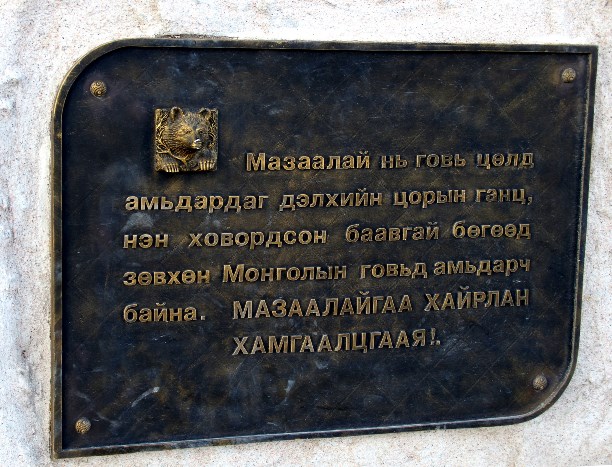 Мазаалай нь говь цөлд
амьдардаг дэлхийн цорын ганц,
нэн ховордсон баавгай бөгөөд
зөвхөн Монголын говьд амьдарч
байна. МАЗААЛАЙГАА ХАЙРЛАН
ХАМГААЛЦГААЯ!.